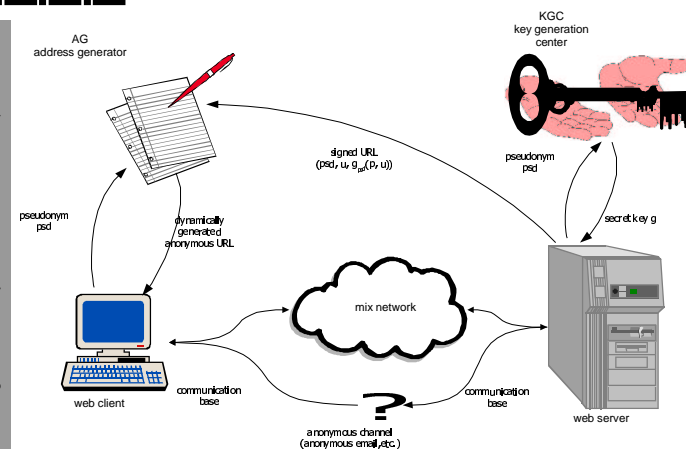 AG
address generator
KGC
key generation
center
signed URL
(psd, u, g_psd(p, u))
pseudonym
psd
secret key g
pseudonym
psd
dynamically
generated
anonymous URL
mix network
web client
communication
base
communication
base
web server
?
anonymous channel
(anonymous email,etc.)